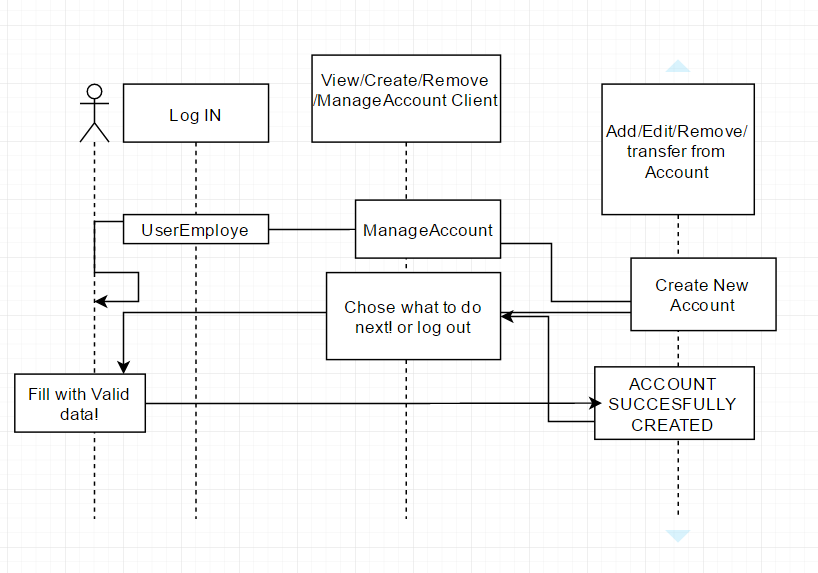 Log IN
View/Create/Remove
/ManageAccount Client
Add/Edit/Remove/
transfer from
Account
UserEmploye
ManageAccount
Create New
Account
Chose what to do
next! or log out
Fill with Valid
data!
ACCOUNT
SUCCESFULLY
CREATED